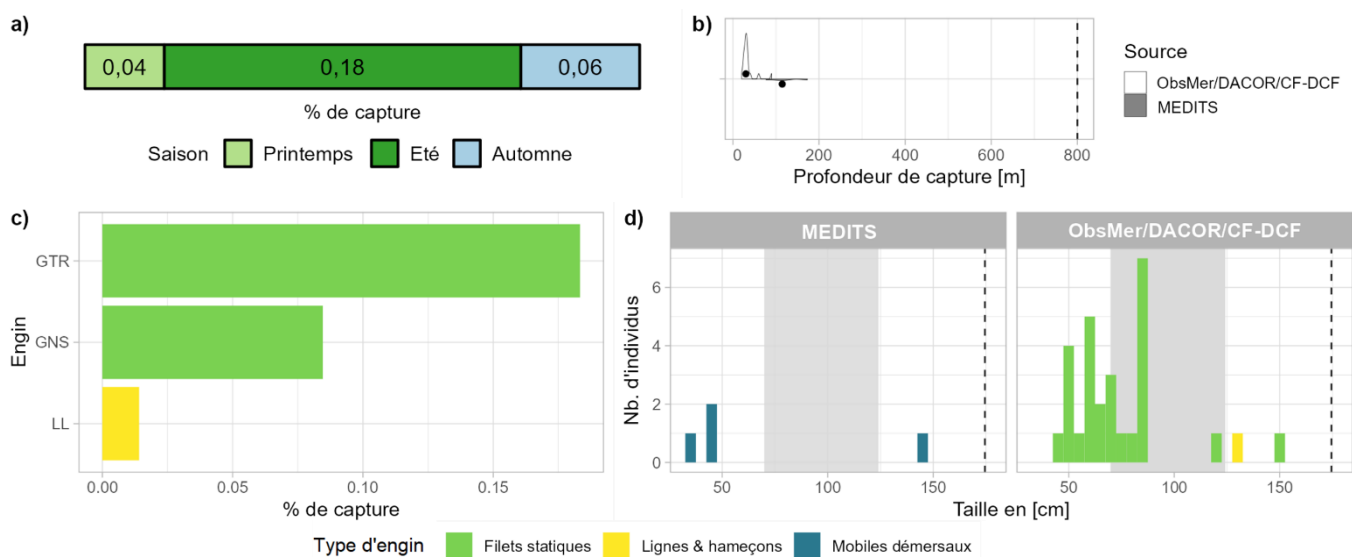 a)
0,04 0,18 0,06
% de capture
Saison Printemps Eté Automne
b)
0 200 400 600 800
Profondeur de capture [m]
Source
ObsMer/DACOR/CF-DCF
MEDITS
c)
Engin
GTR
GNS
LL
0.00 0.05 0.10 0.15
% de capture
d)
MEDITS ObsMer/DACOR/CF-DCF
Nb. d'individus
6
4
2
0
50 100 150 50 100 150
Taille en [cm]
Type d'engin Filets statiques Lignes & hameçons Mobiles démersaux